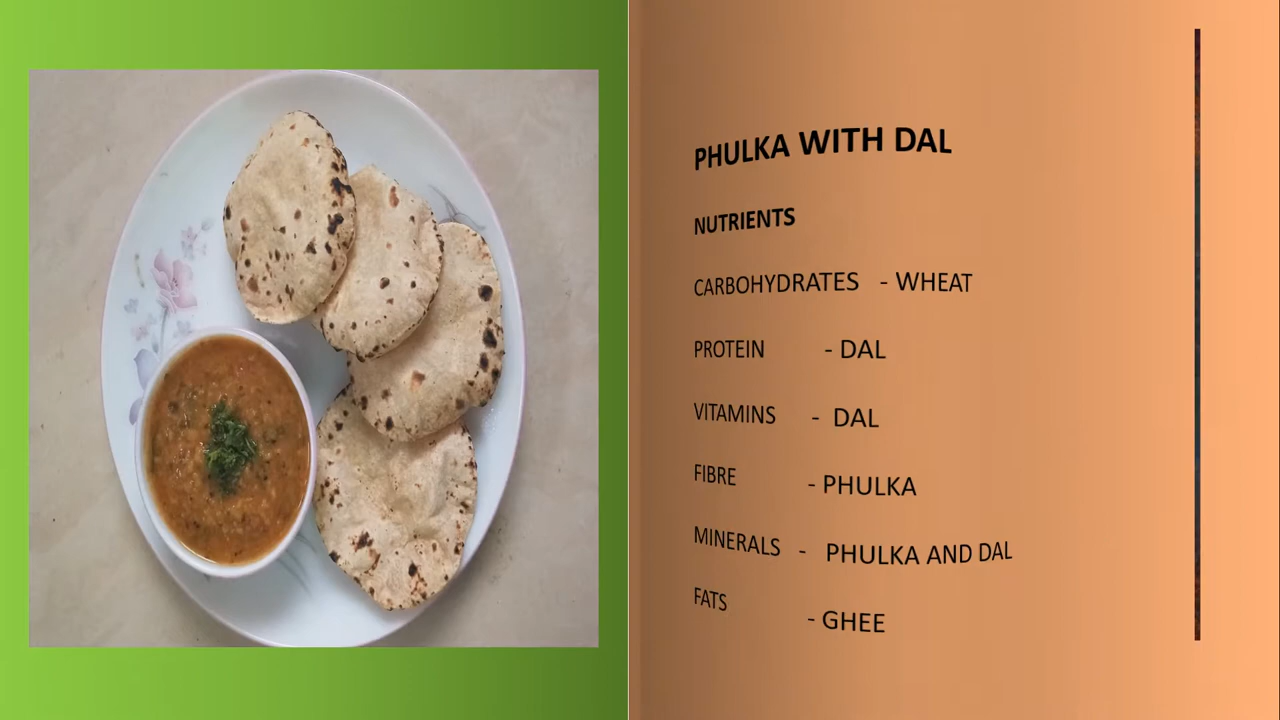 PHULKA WITH DAL
NUTRIENTS
CARBOHYDRATES - WHEAT
PROTEIN - DAL
VITAMINS - DAL
FIBRE - PHULKA
MINERALS - PHULKA AND DAL
FATS - GHEE